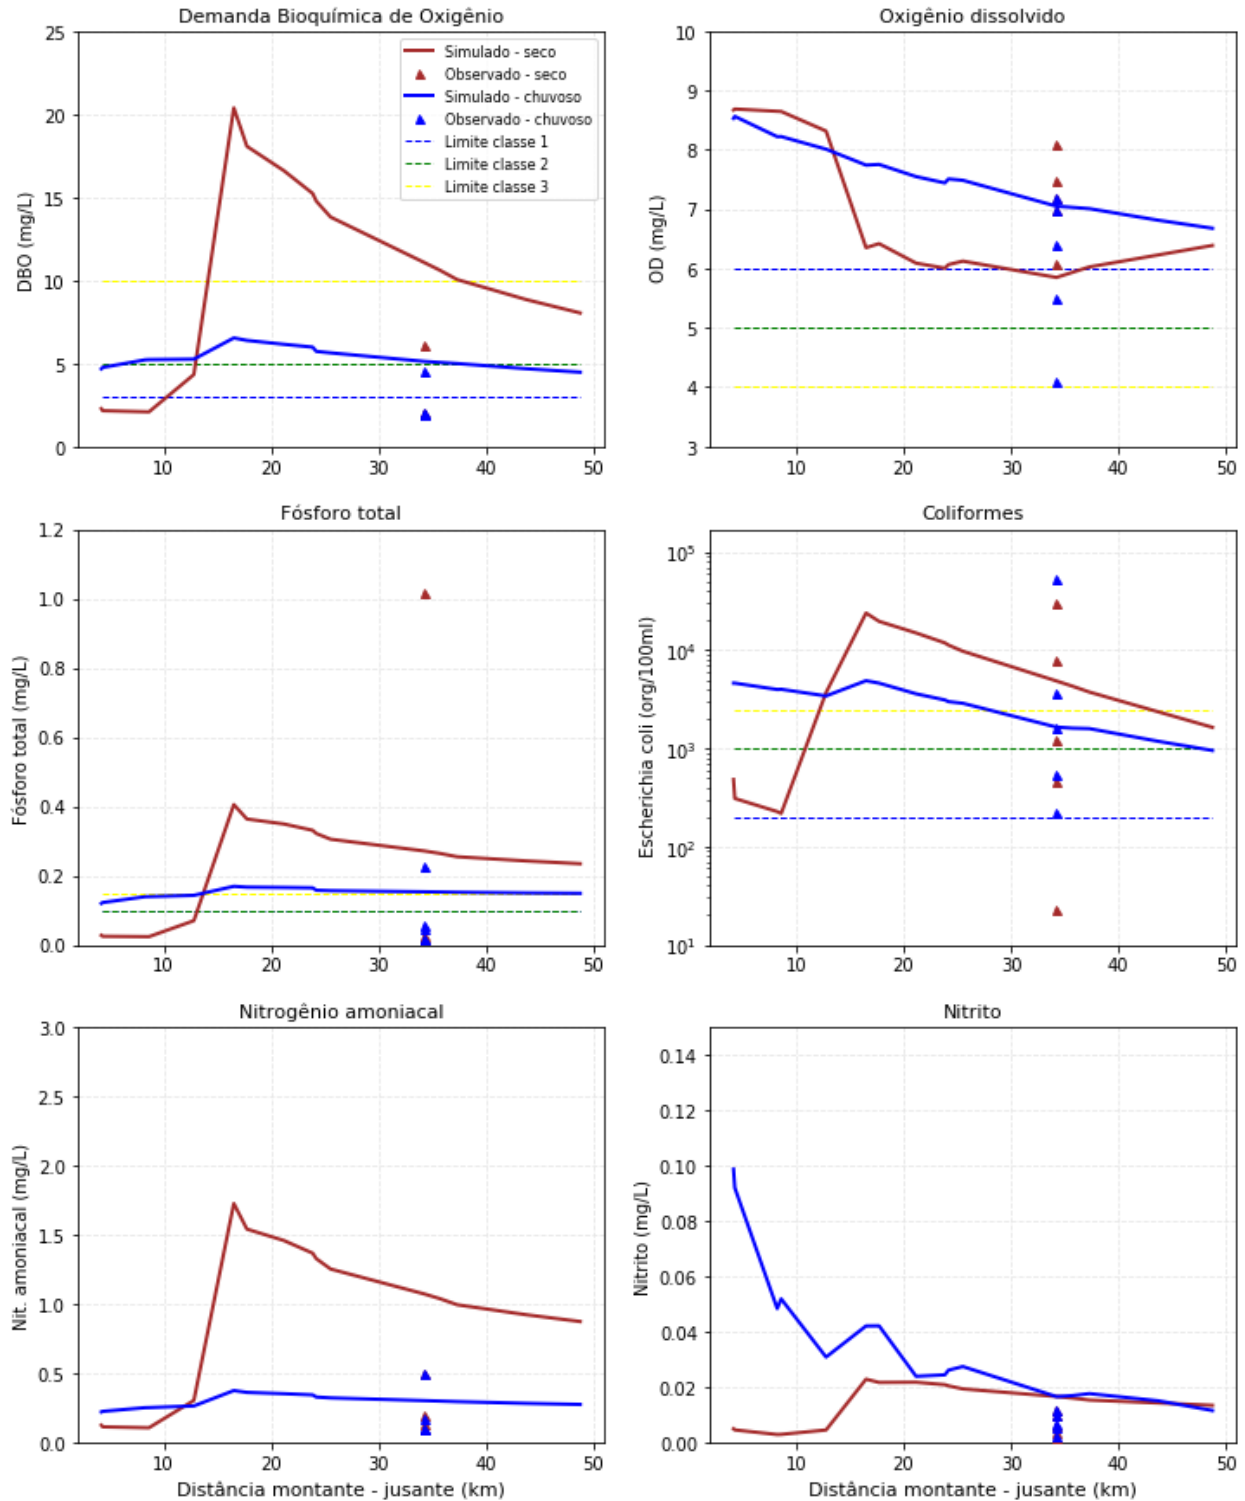 Demanda Bioquímica de Oxigênio
25
20
15
10
5
0
DBO (mg/L)
10 20 30 40 50
Simulado - seco
Observado - seco
Simulado - chuvoso
Observado - chuvoso
Limite classe 1
Limite classe 2
Limite classe 3
Oxigênio dissolvido
10
9
8
7
6
5
4
3
OD (mg/L)
10 20 30 40 50
Fósforo total
1.2
1.0
0.8
0.6
0.4
0.2
0.0
Fósforo total (mg/L)
10 20 30 40 50
Coliformes
10⁵
10⁴
10³
10²
10¹
Escherichia coli (org/100ml)
10 20 30 40 50
Nitrogênio amoniacal
3.0
2.5
2.0
1.5
1.0
0.5
0.0
Nit. amoniacal (mg/L)
10 20 30 40 50
Distância montante - jusante (km)
Nitrito
0.14
0.12
0.10
0.08
0.06
0.04
0.02
0.00
Nitrito (mg/L)
10 20 30 40 50
Distância montante - jusante (km)